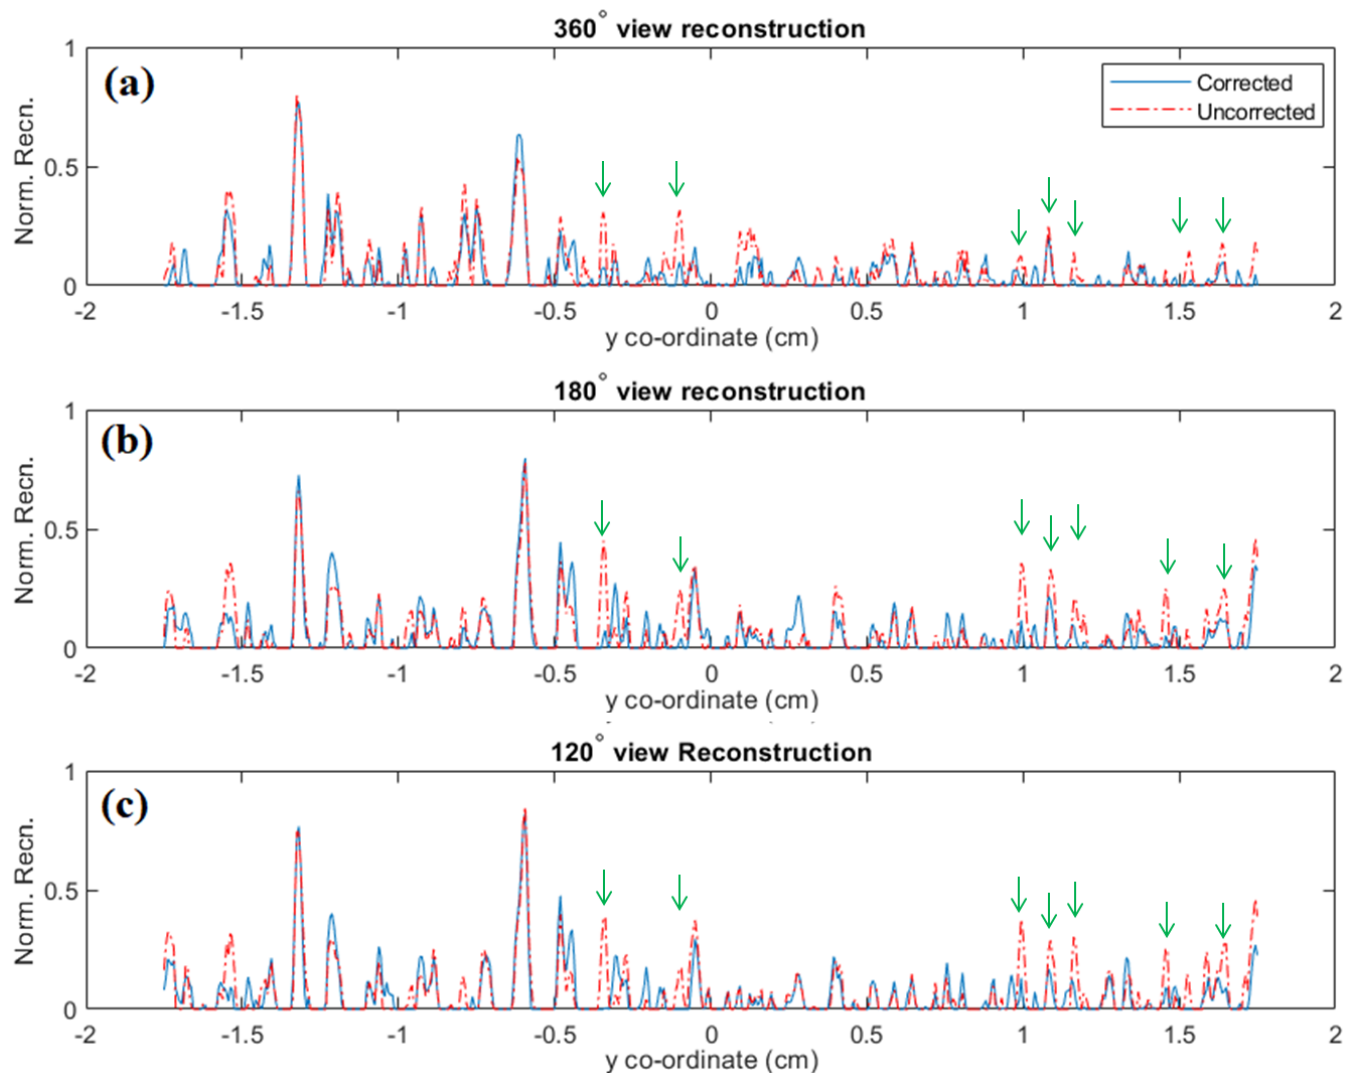 360° view reconstruction
(a)
Corrected
Uncorrected
Norm. Recn.
1
0.5
0
-2 -1.5 -1 -0.5 0 0.5 1 1.5 2
y co-ordinate (cm)
180° view reconstruction
(b)
Norm. Recn.
1
0.5
0
-2 -1.5 -1 -0.5 0 0.5 1 1.5 2
y co-ordinate (cm)
120° view Reconstruction
(c)
Norm. Recn.
1
0.5
0
-2 -1.5 -1 -0.5 0 0.5 1 1.5 2
y co-ordinate (cm)